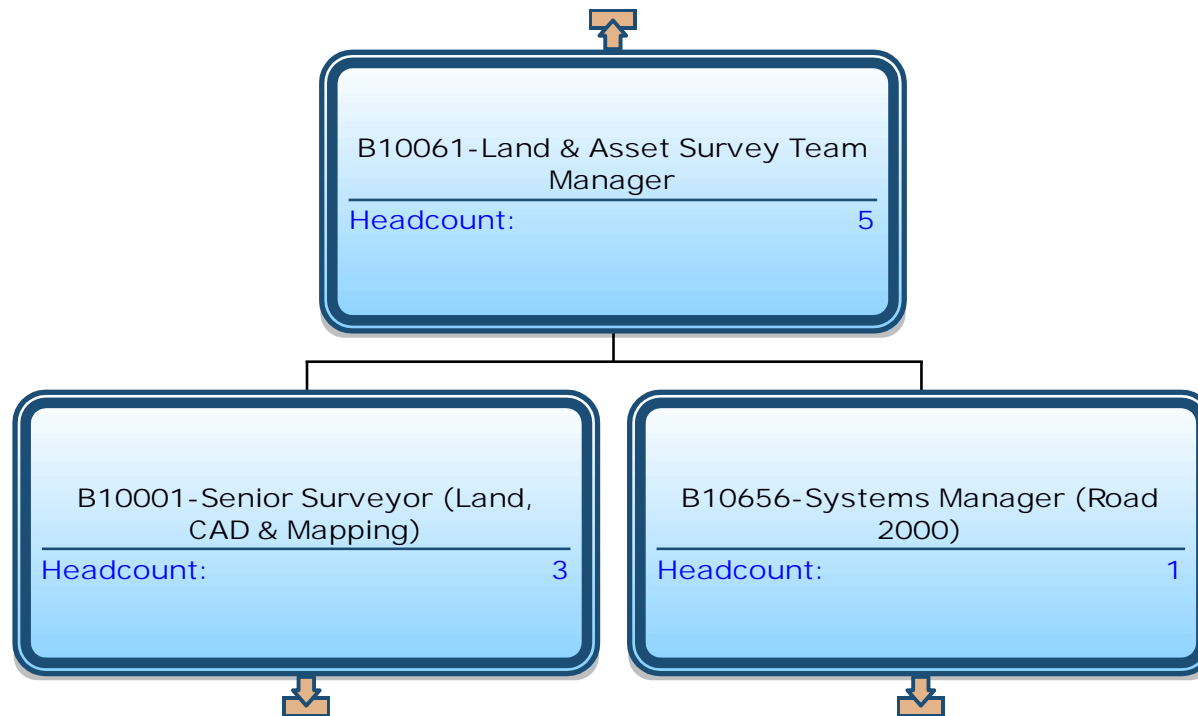 B10061-Land & Asset Survey Team
Manager
Headcount: 5
B10001-Senior Surveyor (Land,
CAD & Mapping)
Headcount: 3
B10656-Systems Manager (Road
2000)
Headcount: 1